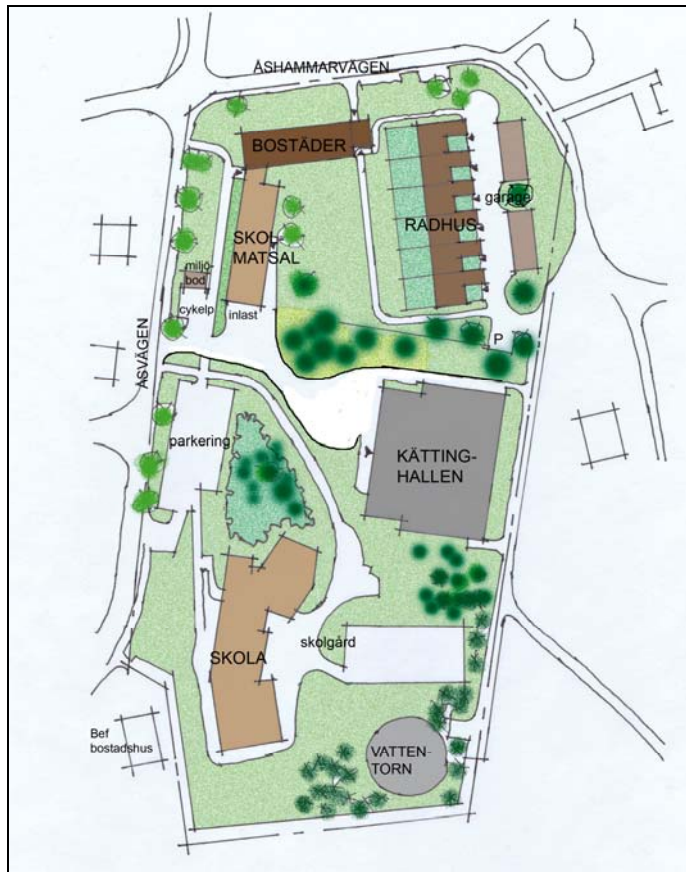 ÅSHAMMARVÄGEN
BOSTÄDER
garage
SKOL
MATSAL
RADHUS
miljö-
bod
cykelp
inlast
P
ÅSVÄGEN
parkering
KÄTTING-
HALLEN
skolgård
SKOLA
Bef
bostadshus
VATTEN-
TORN